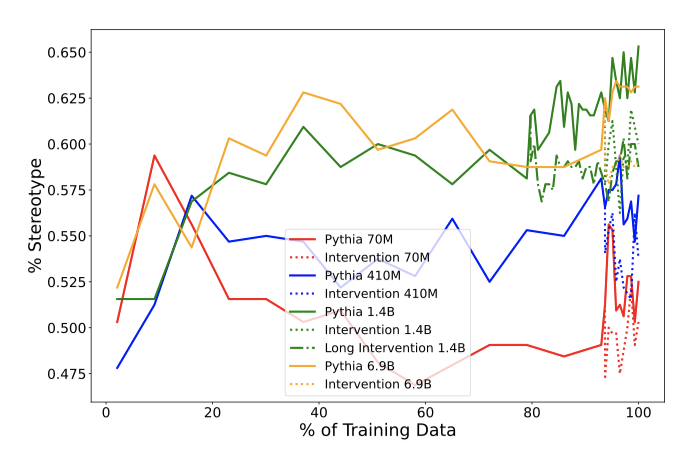 0.650
0.625
0.600
0.575
0.550
0.525
0.500
0.475
% Stereotype
Pythia 70M
Intervention 70M
Pythia 410M
Intervention 410M
Pythia 1.4B
Intervention 1.4B
Long Intervention 1.4B
Pythia 6.9B
Intervention 6.9B
0 20 40 60 80 100
% of Training Data